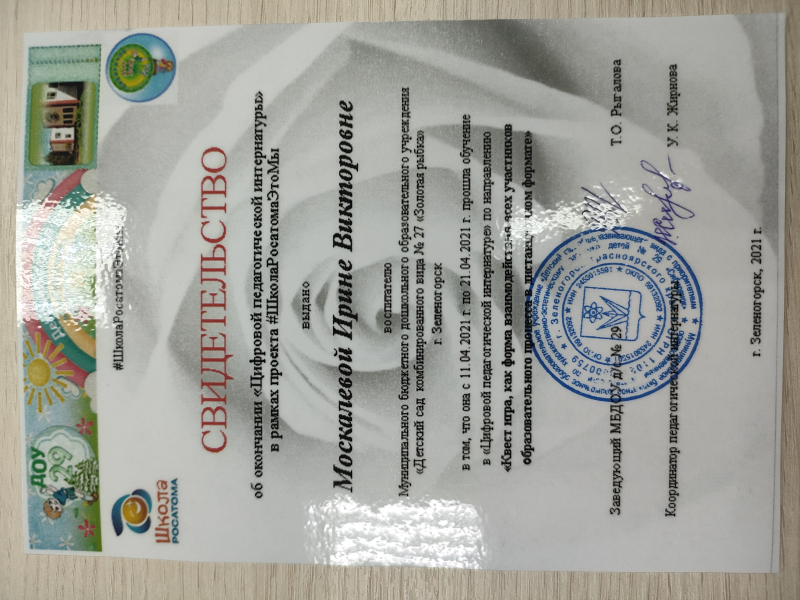 ДОУ
29
#ШколаРосатомаЭтоМы
Школа
РОСАТОМА
СВИДЕТЕЛЬСТВО
об окончании «Цифровой педагогической интернатуры»
в рамках проекта #ШколаРосатомаЭтоМы
выдано
Москалевой Ирине Викторовне
воспитателю
Муниципального бюджетного дошкольного образовательного учреждения
«Детский сад комбинированного вида № 27 «Золотая рыбка»
г. Зеленогорск
в том, что она с 11.04.2021 г. по 21.04.2021 г. прошла обучение
в «Цифровой педагогической интернатуре» по направлению
«Квест игра, как форма взаимодействия всех участников
образовательного процесса в дистанционном формате»
Заведующий МБДОУ д/с № 29 Т.О. Рыгалова
Координатор педагогической интернатуры У. К. Жирнова
г. Зеленогорск, 2021 г.